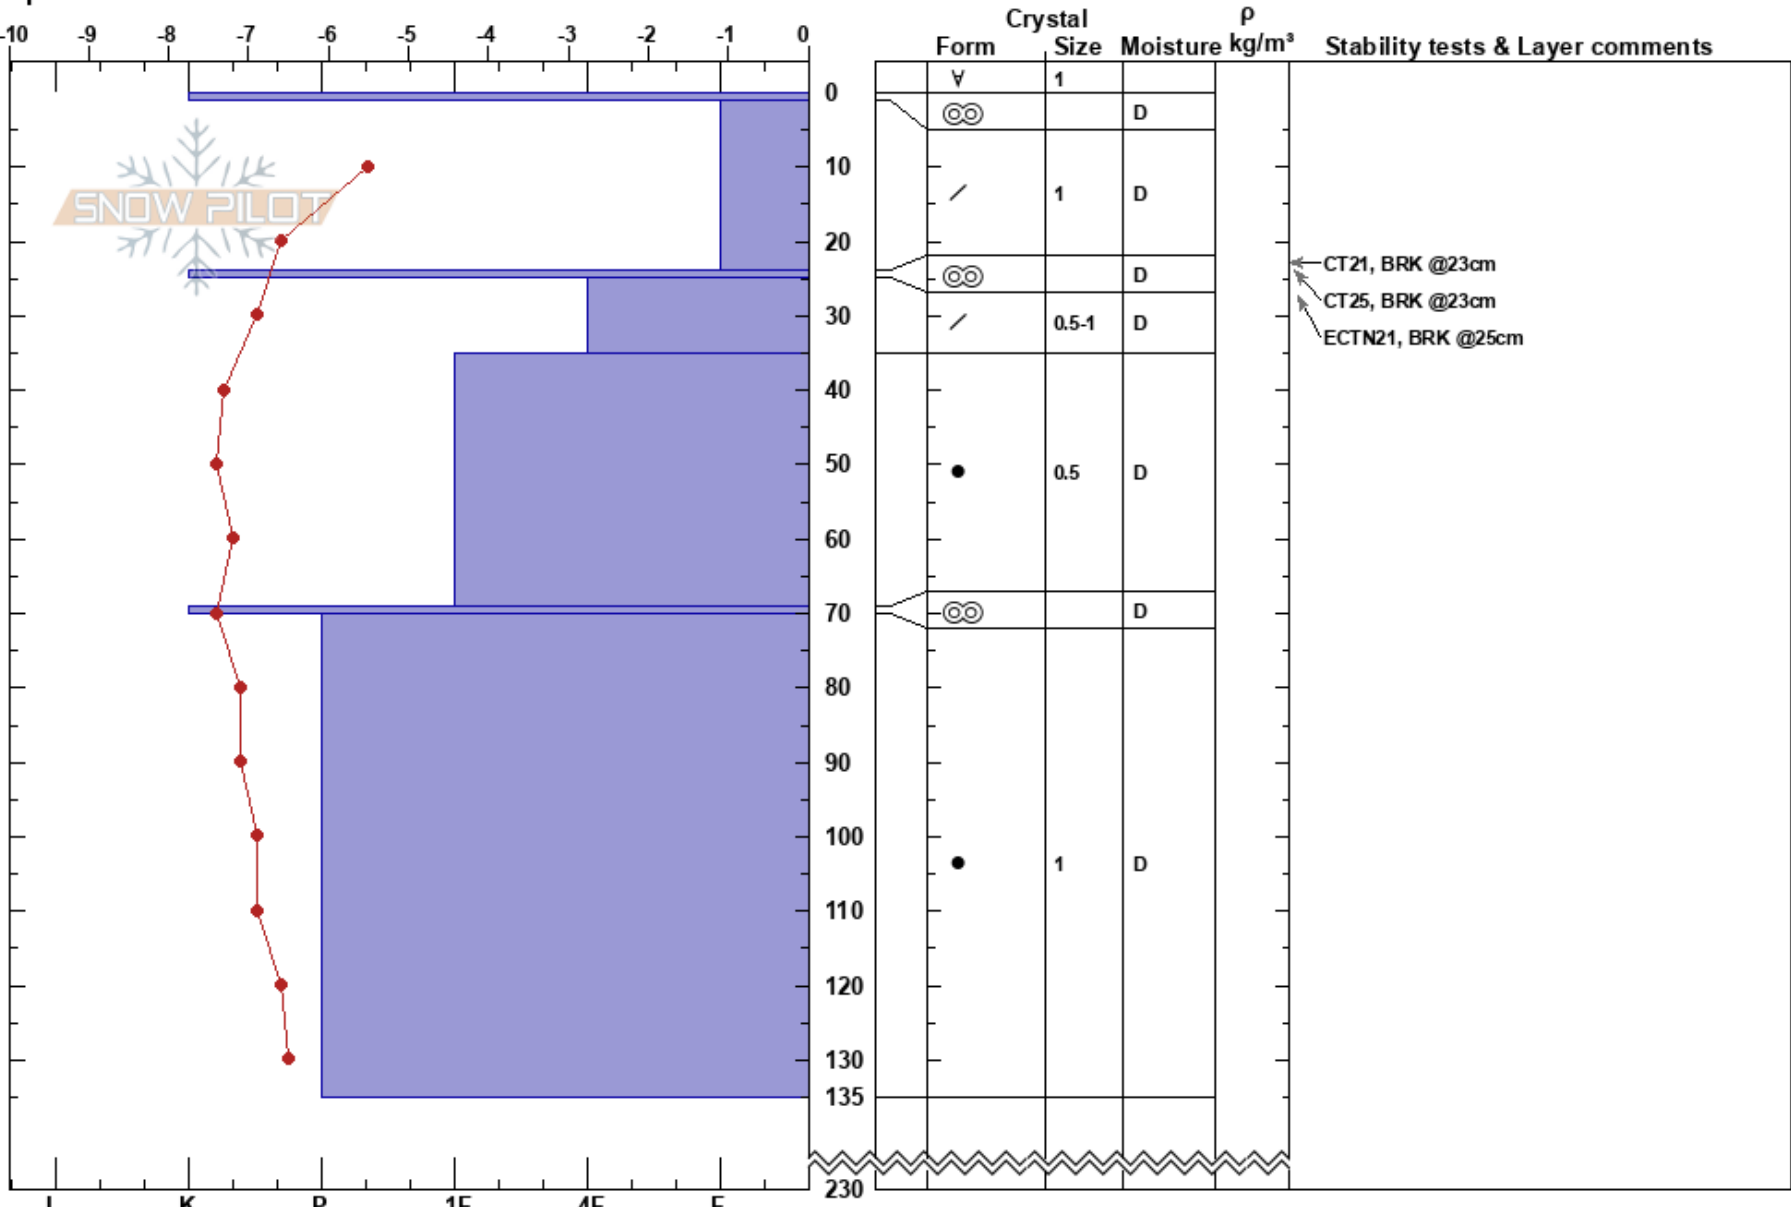 -10 -9 -8 -7 -6 -5 -4 -3 -2 -1 0
Crystal
ρ
Form Size Moisture kg/m³ Stability tests & Layer comments
1
0
D
10
SNOW PILOT
1 D
20
CT21, BRK @23cm
D
CT25, BRK @23cm
30
0.5-1 D
ECTN21, BRK @25cm
40
50
0.5 D
60
70
D
80
90
100
1 D
110
120
130
135
230
I K P 1F 4F F